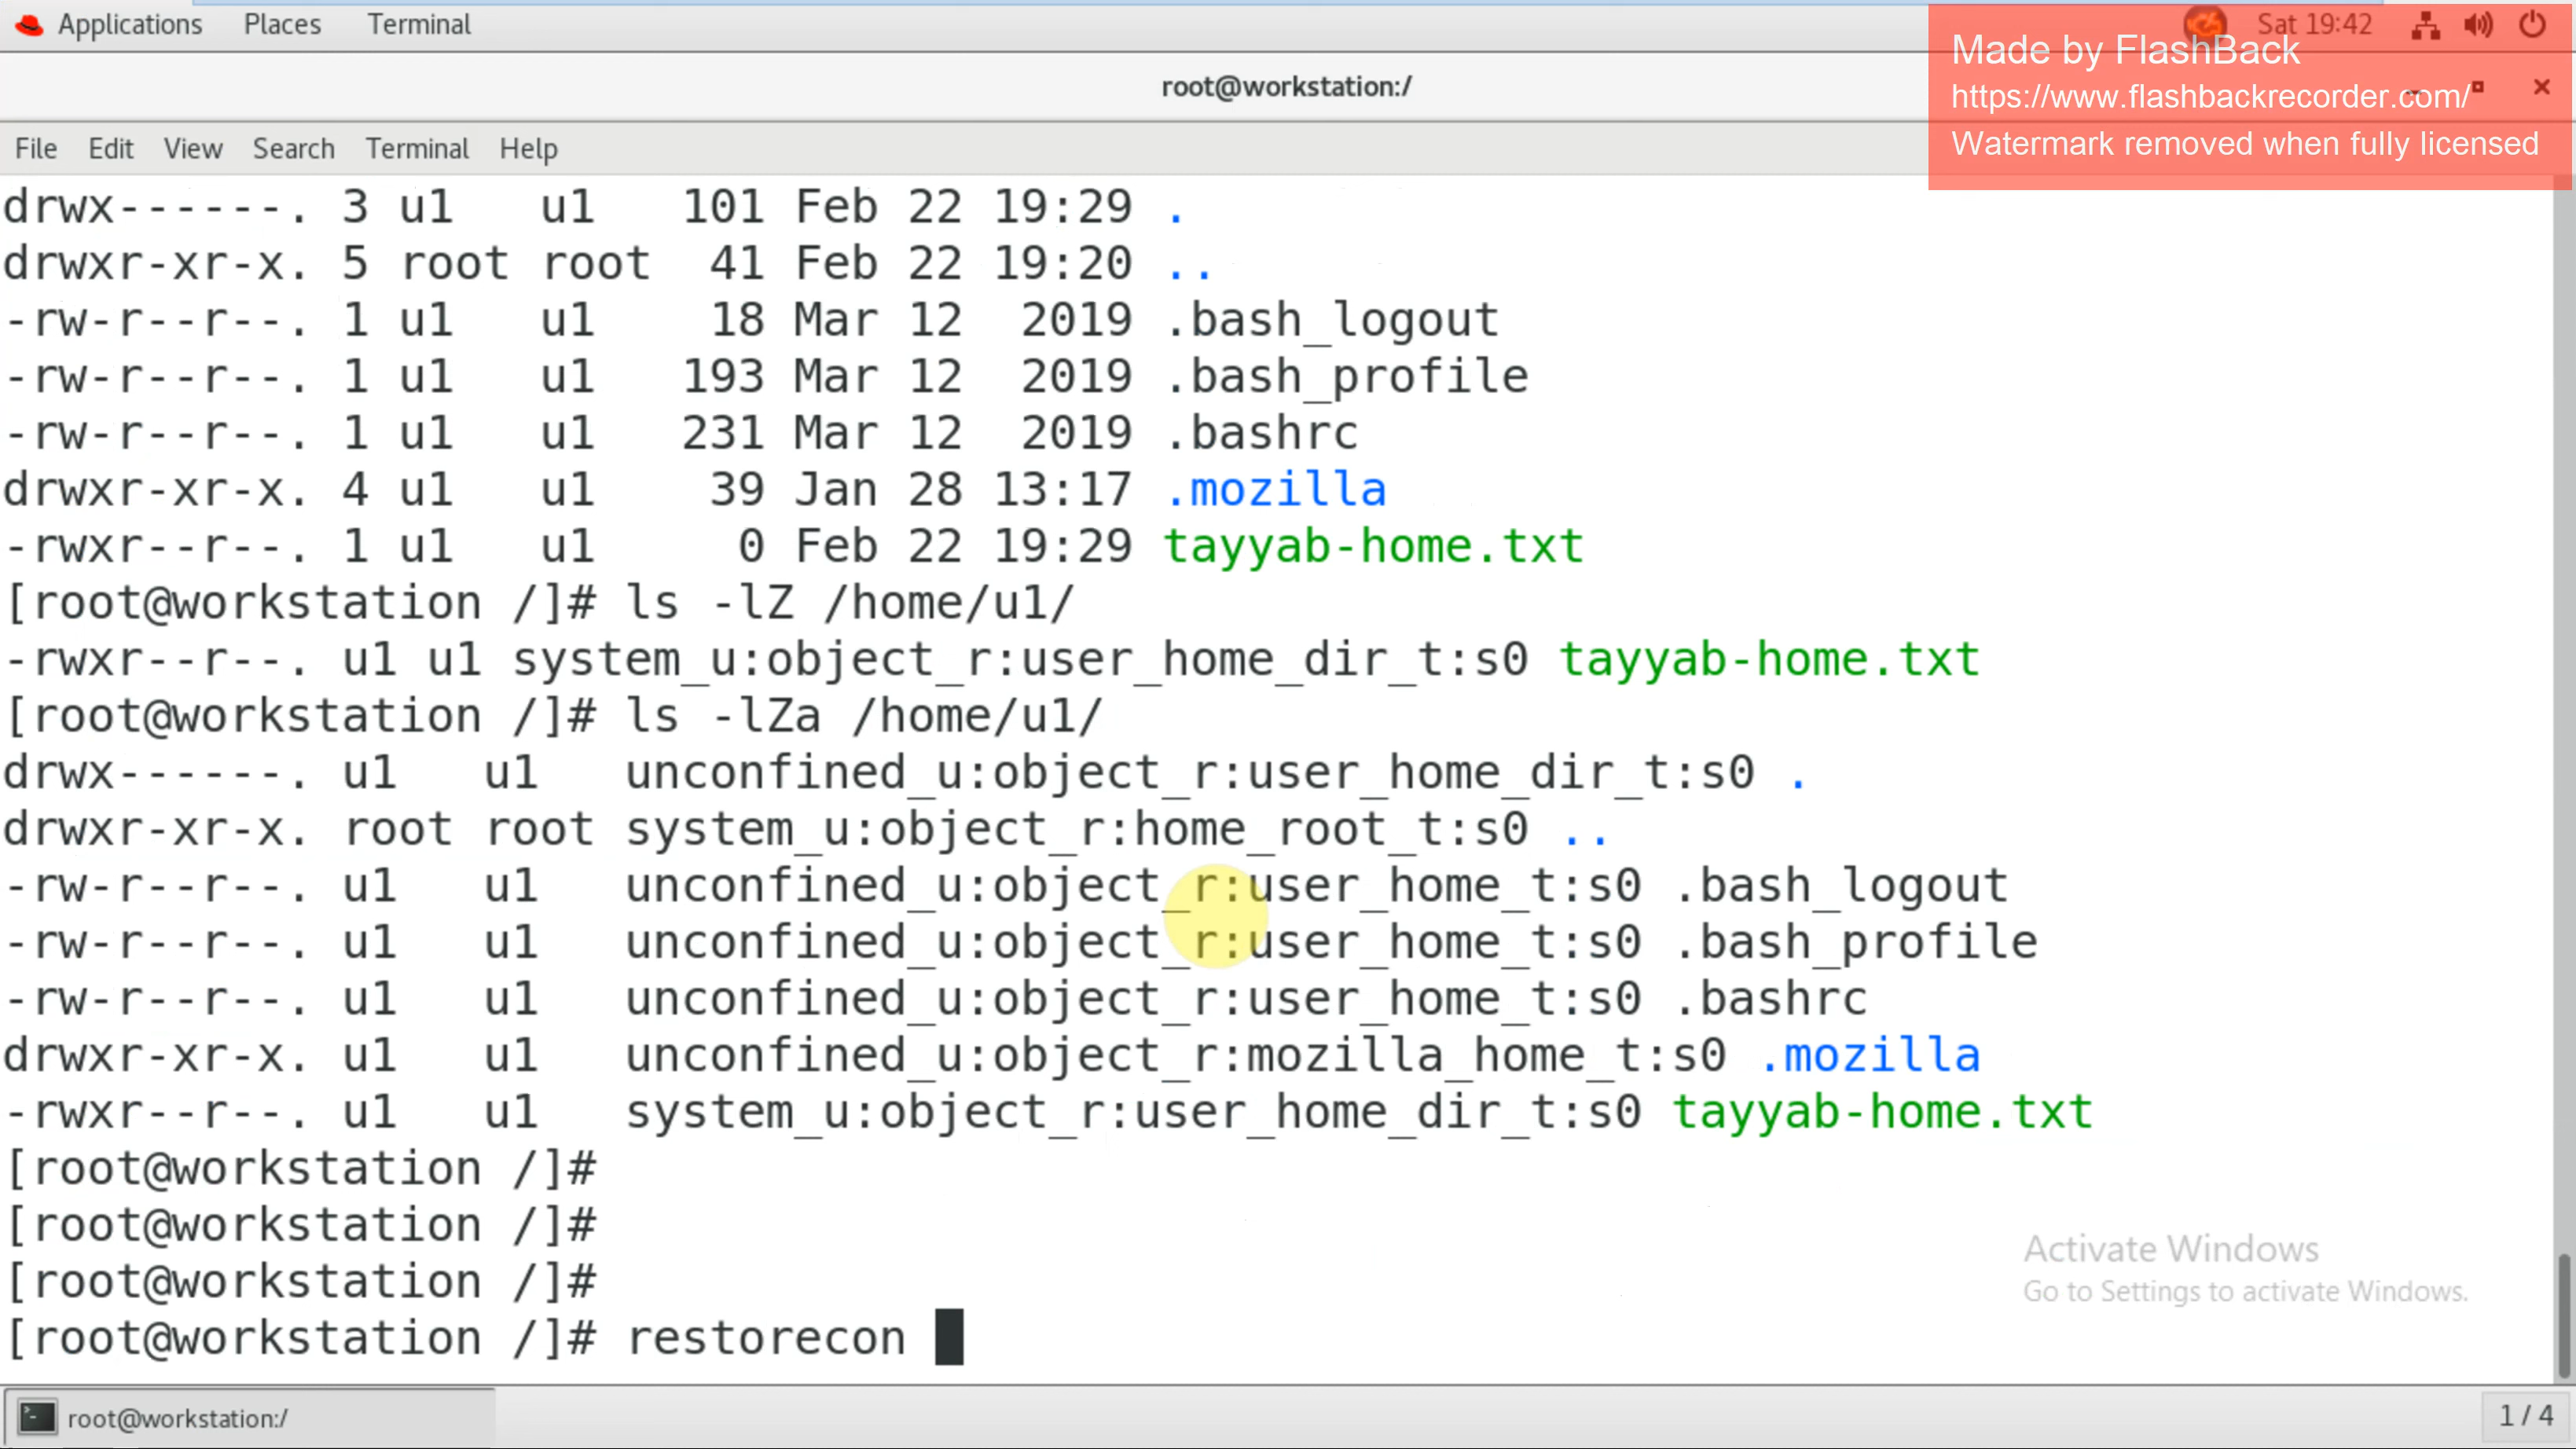 Applications Places Terminal Sat 19:42
Made by FlashBack
https://www.flashbackrecorder.com/
Watermark removed when fully licensed
root@workstation:/
File Edit View Search Terminal Help
drwx------. 3 u1 u1 101 Feb 22 19:29 .
drwxr-xr-x. 5 root root 41 Feb 22 19:20 ..
-rw-r--r--. 1 u1 u1 18 Mar 12 2019 .bash_logout
-rw-r--r--. 1 u1 u1 193 Mar 12 2019 .bash_profile
-rw-r--r--. 1 u1 u1 231 Mar 12 2019 .bashrc
drwxr-xr-x. 4 u1 u1 39 Jan 28 13:17 .mozilla
-rwxr--r--. 1 u1 u1 0 Feb 22 19:29 tayyab-home.txt
[root@workstation /]# ls -lZ /home/u1/
-rwxr--r--. u1 u1 system_u:object_r:user_home_dir_t:s0 tayyab-home.txt
[root@workstation /]# ls -lZa /home/u1/
drwx------. u1 u1 unconfined_u:object_r:user_home_dir_t:s0 .
drwxr-xr-x. root root system_u:object_r:home_root_t:s0 ..
-rw-r--r--. u1 u1 unconfined_u:object_r:user_home_t:s0 .bash_logout
-rw-r--r--. u1 u1 unconfined_u:object_r:user_home_t:s0 .bash_profile
-rw-r--r--. u1 u1 unconfined_u:object_r:user_home_t:s0 .bashrc
drwxr-xr-x. u1 u1 unconfined_u:object_r:mozilla_home_t:s0 .mozilla
-rwxr--r--. u1 u1 system_u:object_r:user_home_dir_t:s0 tayyab-home.txt
[root@workstation /]#
[root@workstation /]#
[root@workstation /]#
[root@workstation /]# restorecon
Activate Windows
Go to Settings to activate Windows.
root@workstation:/
1 / 4